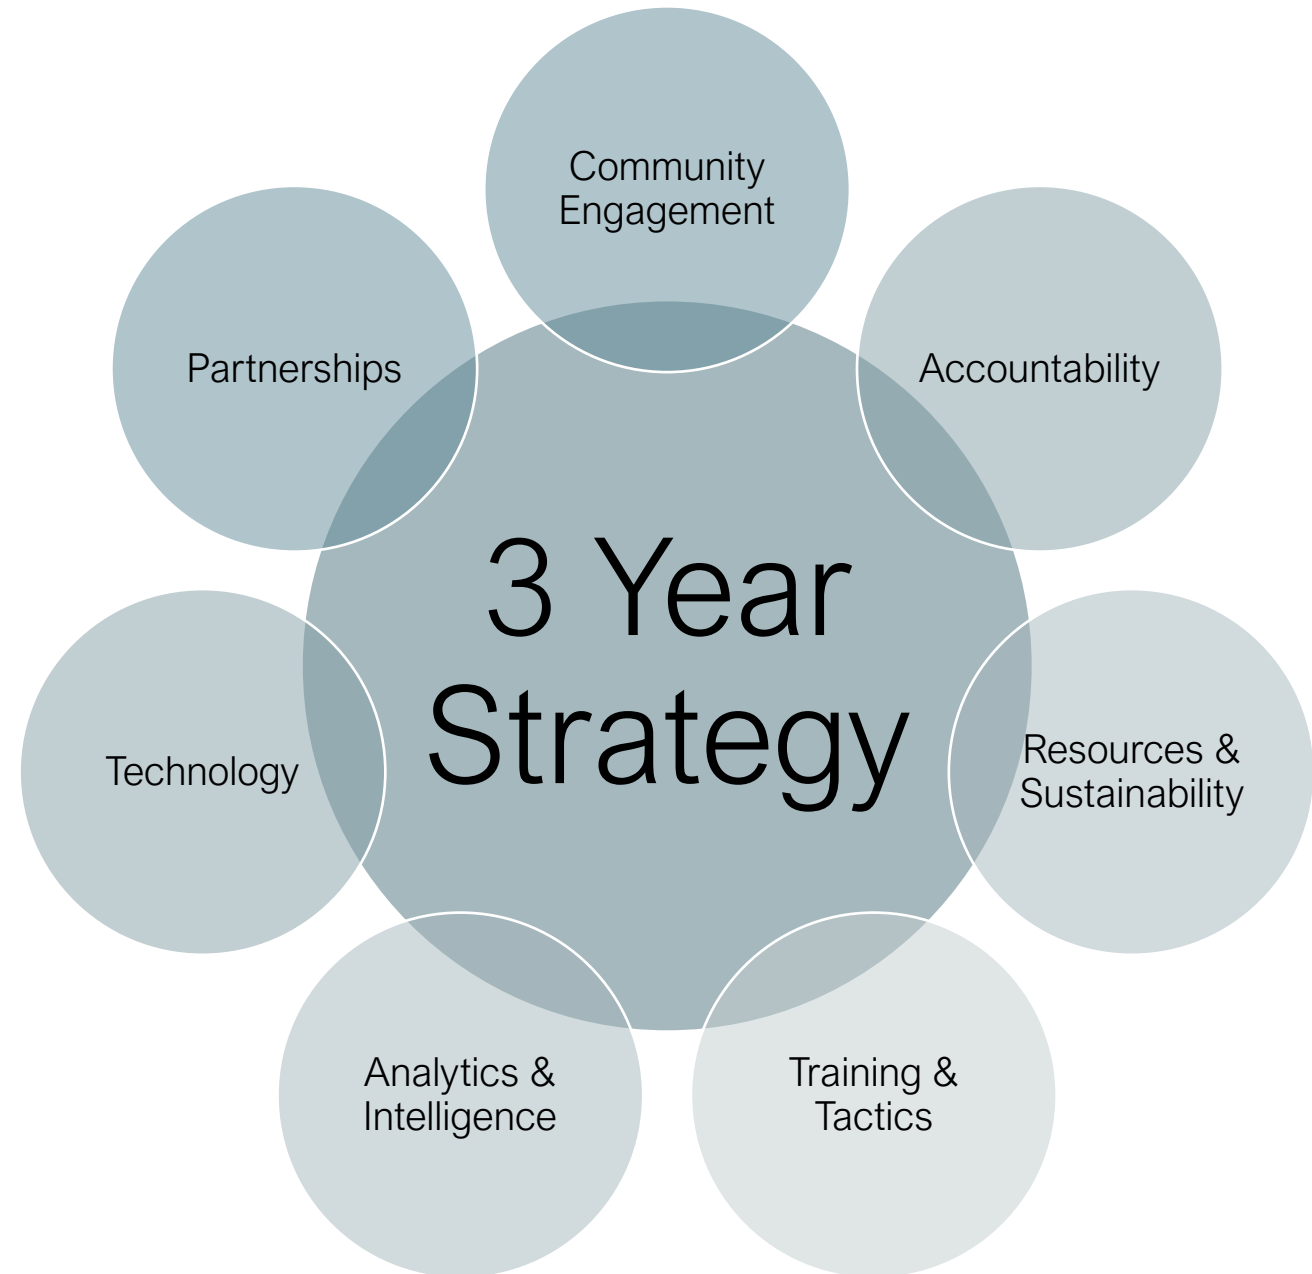 Community
Engagement
Partnerships
Accountability
3 Year
Strategy
Technology
Resources &
Sustainability
Analytics &
Intelligence
Training &
Tactics